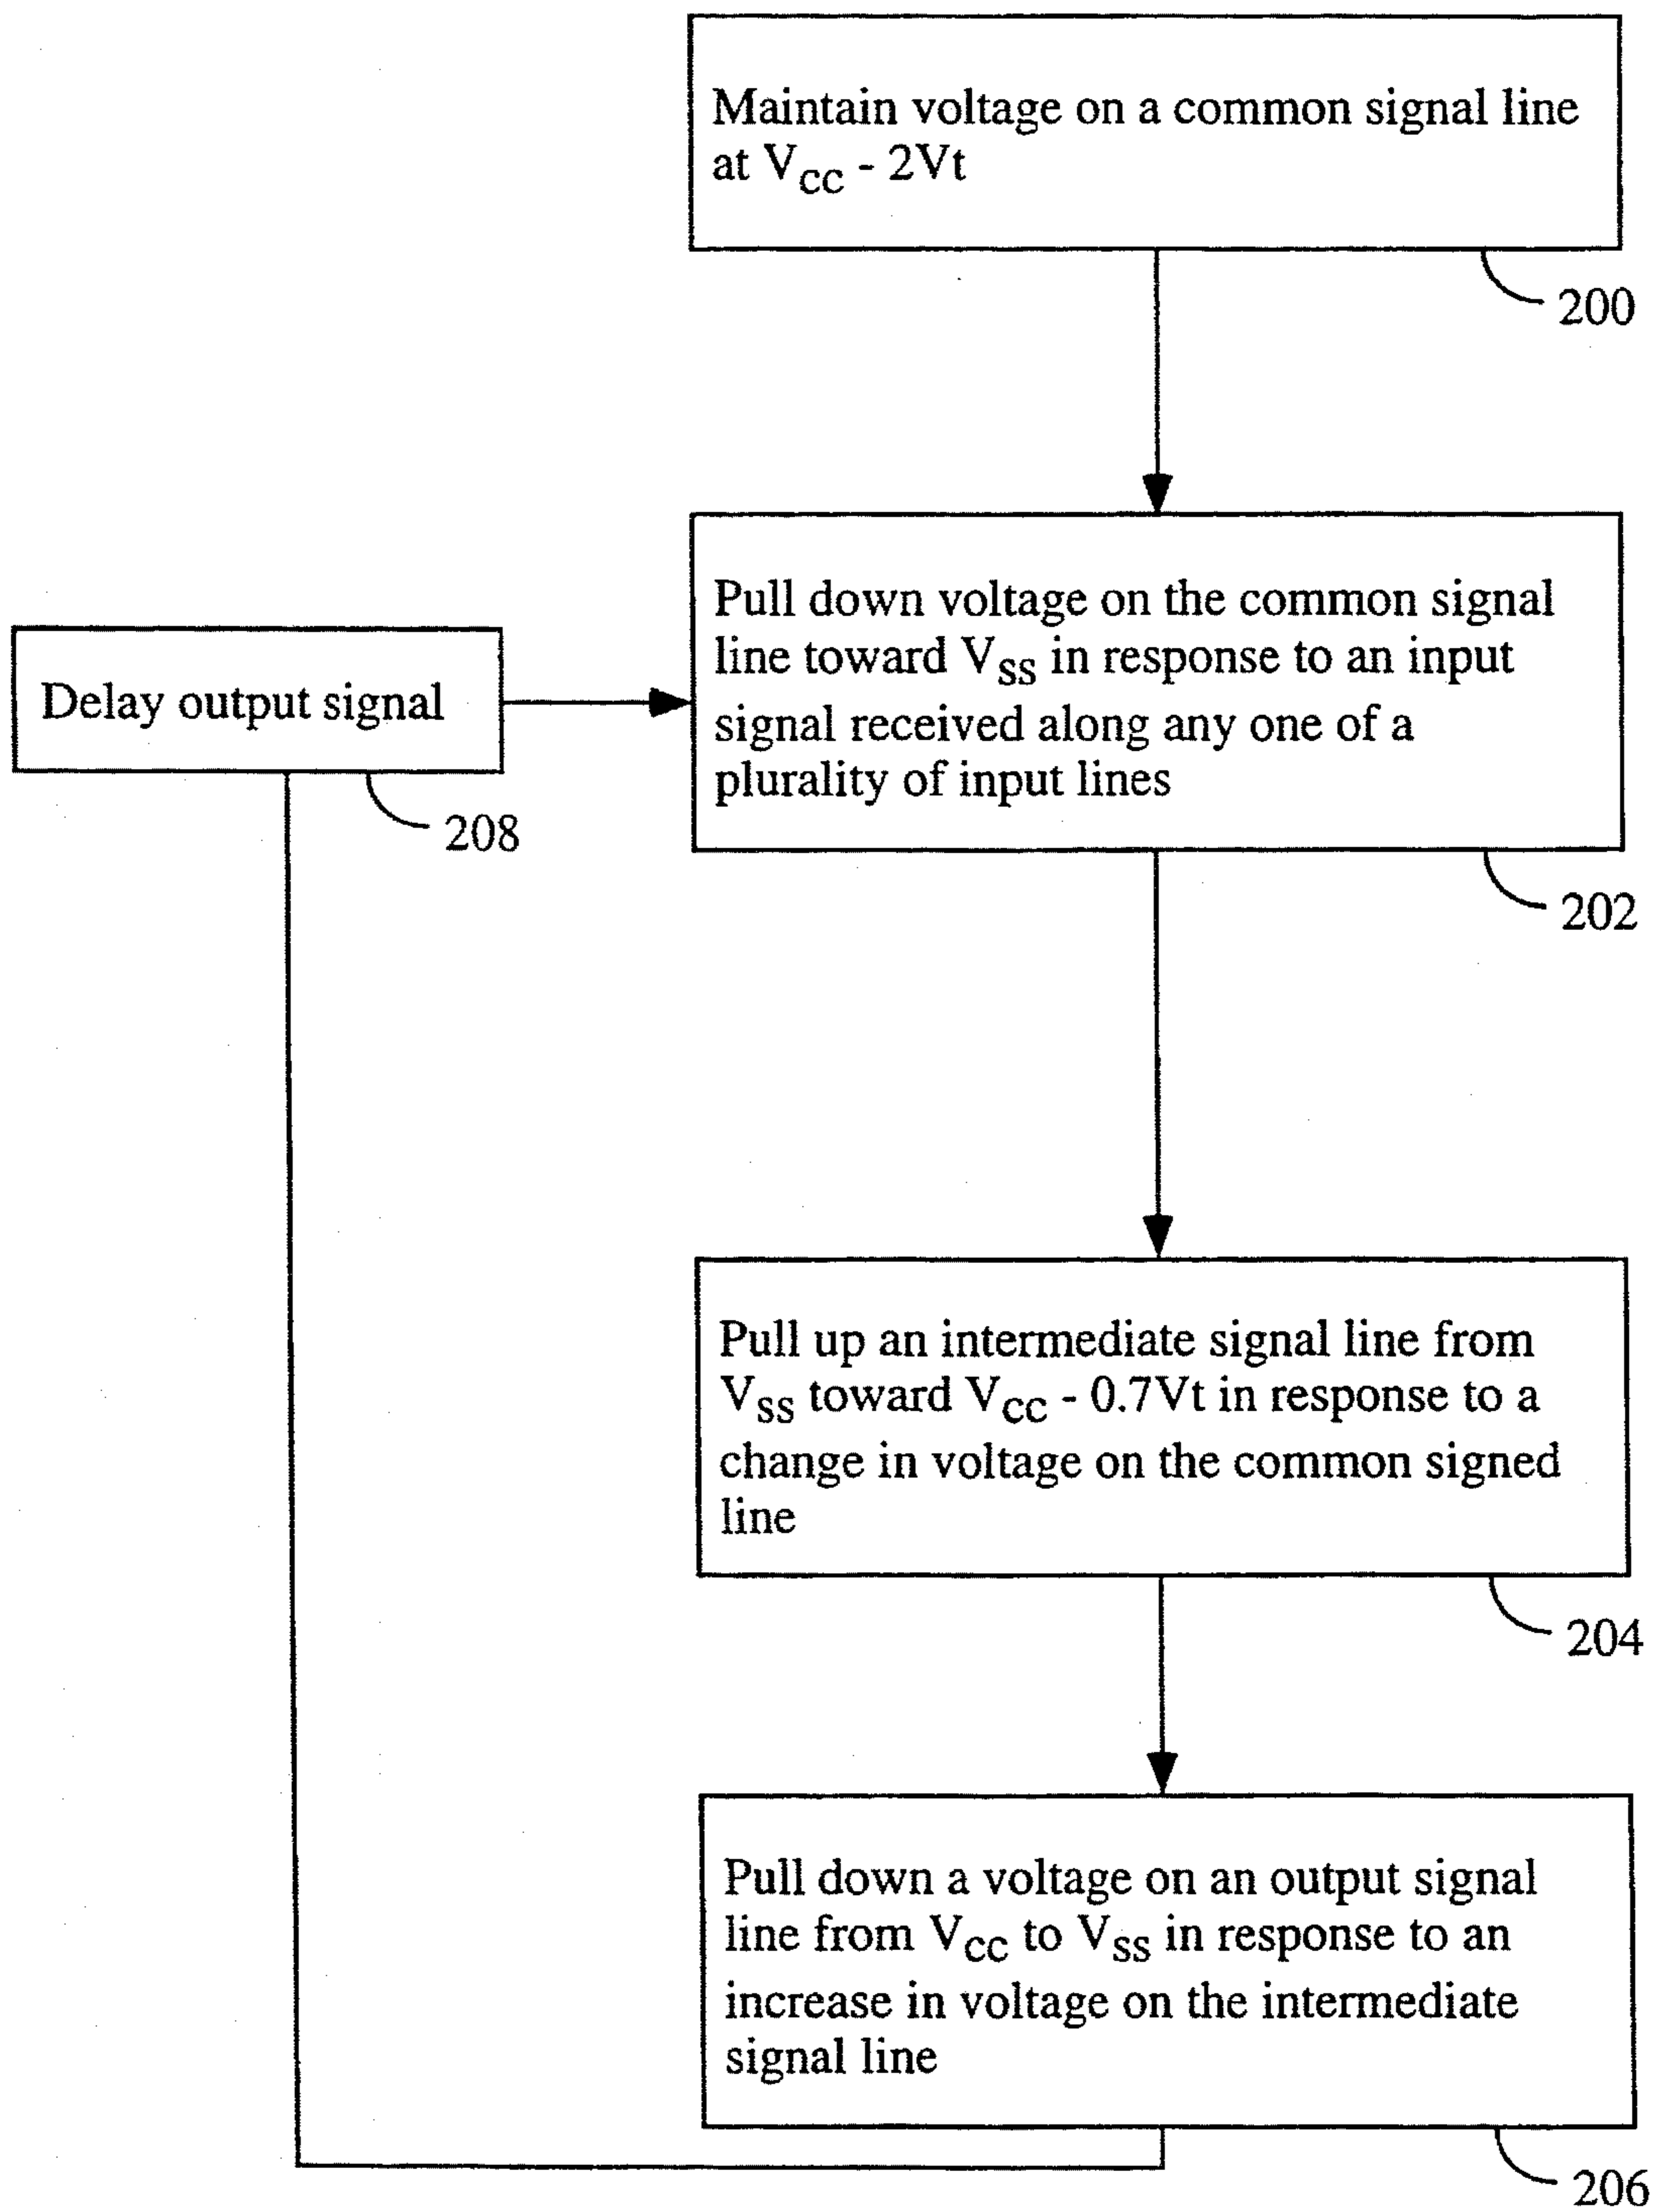 Maintain voltage on a common signal line
at VCC - 2Vt
200
Pull down voltage on the common signal
line toward VSS in response to an input
signal received along any one of a
plurality of input lines
202
Delay output signal
208
Pull up an intermediate signal line from
VSS toward VCC - 0.7Vt in response to a
change in voltage on the common signed
line
204
Pull down a voltage on an output signal
line from VCC to VSS in response to an
increase in voltage on the intermediate
signal line
206